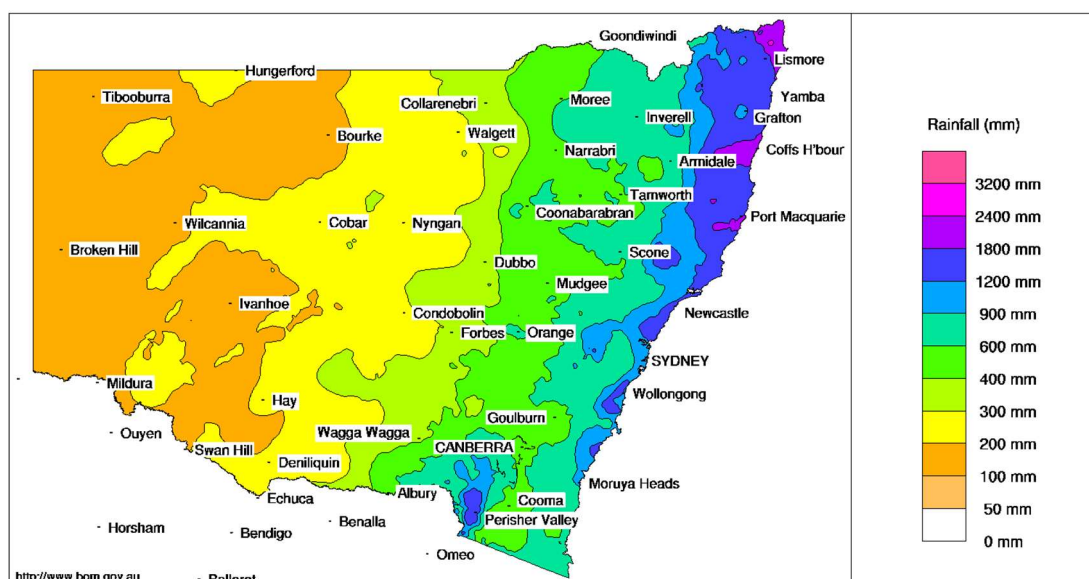 Goondiwindi
Hungerford
Lismore
Tibooburra
Collarenebri
Moree
Yamba
Inverell
Grafton
Bourke
Walgett
Narrabri
Armidale
Coffs H'bour
Tamworth
Coonabarabran
Port Macquarie
Wilcannia
Cobar
Nyngan
Broken Hill
Scone
Dubbo
Mudgee
Ivanhoe
Condobolin
Newcastle
Forbes
Orange
SYDNEY
Mildura
Wollongong
Hay
Goulburn
Ouyen
Wagga Wagga
Swan Hill
CANBERRA
Deniliquin
Moruya Heads
Echuca
Albury
Cooma
Horsham
Bendigo
Benalla
Perisher Valley
Omeo
http://www.bom.gov.au
Ballarat
Rainfall (mm)
3200 mm
2400 mm
1800 mm
1200 mm
900 mm
600 mm
400 mm
300 mm
200 mm
100 mm
50 mm
0 mm